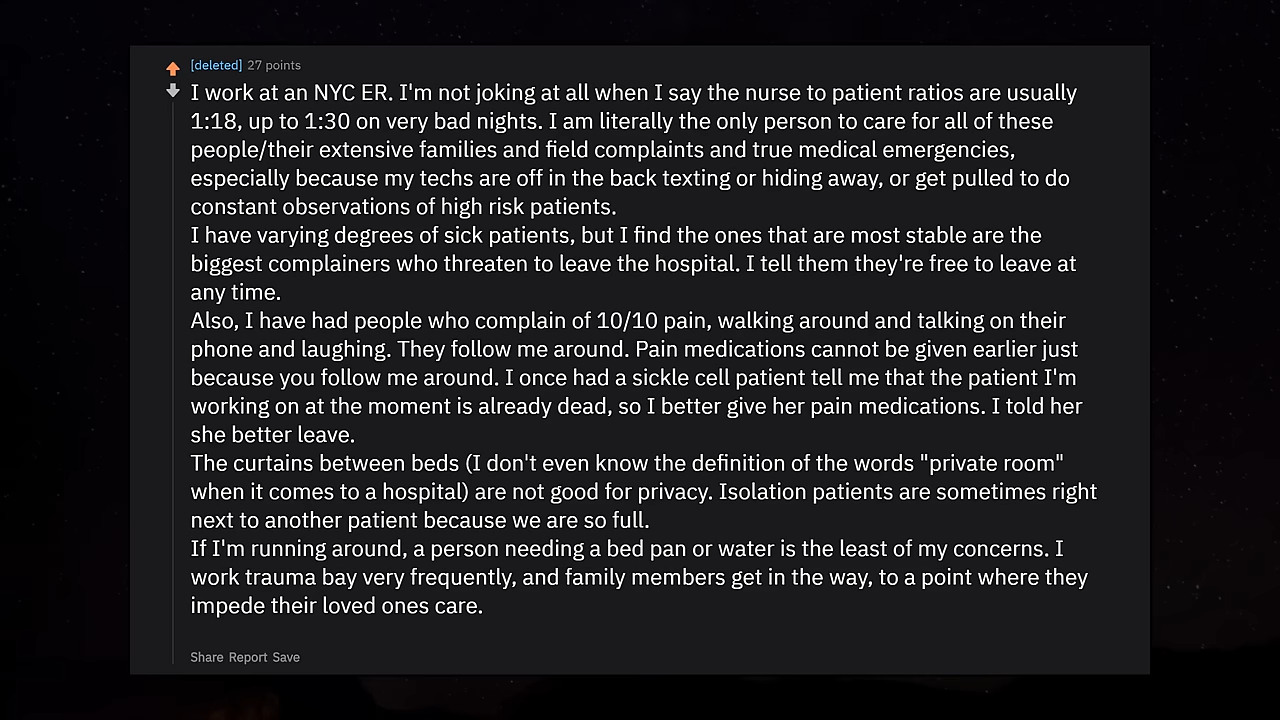 [deleted] 27 points
I work at an NYC ER. I'm not joking at all when I say the nurse to patient ratios are usually
1:18, up to 1:30 on very bad nights. I am literally the only person to care for all of these
people/their extensive families and field complaints and true medical emergencies,
especially because my techs are off in the back texting or hiding away, or get pulled to do
constant observations of high risk patients.
I have varying degrees of sick patients, but I find the ones that are most stable are the
biggest complainers who threaten to leave the hospital. I tell them they're free to leave at
any time.
Also, I have had people who complain of 10/10 pain, walking around and talking on their
phone and laughing. They follow me around. Pain medications cannot be given earlier just
because you follow me around. I once had a sickle cell patient tell me that the patient I'm
working on at the moment is already dead, so I better give her pain medications. I told her
she better leave.
The curtains between beds (I don't even know the definition of the words "private room"
when it comes to a hospital) are not good for privacy. Isolation patients are sometimes right
next to another patient because we are so full.
If I'm running around, a person needing a bed pan or water is the least of my concerns. I
work trauma bay very frequently, and family members get in the way, to a point where they
impede their loved ones care.
Share Report Save